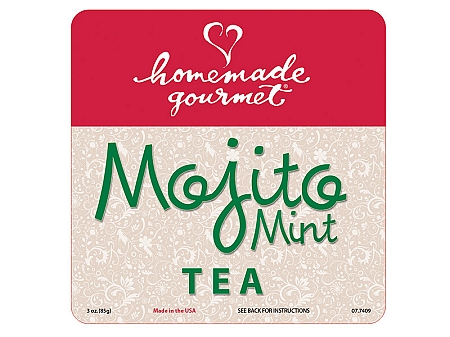 homemade
gourmet®
Mojito
Mint
TEA
3 oz. (85g) Made in the USA SEE BACK FOR INSTRUCTIONS 07.7409